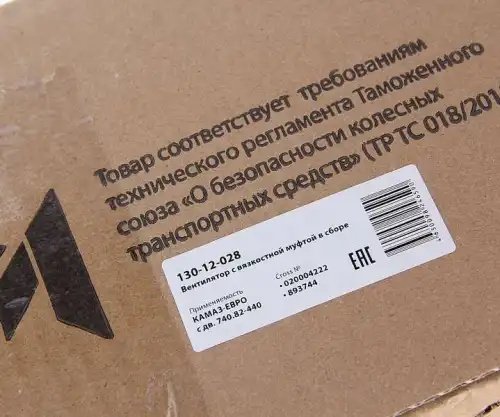 Товар соответствует требованиям
технического регламента Таможенного
союза «О безопасности колесных
транспортных средств» (ТР ТС 018/201
130-12-028
Вентилятор с вязкостной муфтой в сборе
Применяемость
КАМАЗ-ЕВРО
с дв. 740.82-440
Cross №
• 020004222
• 893744
ЕАС